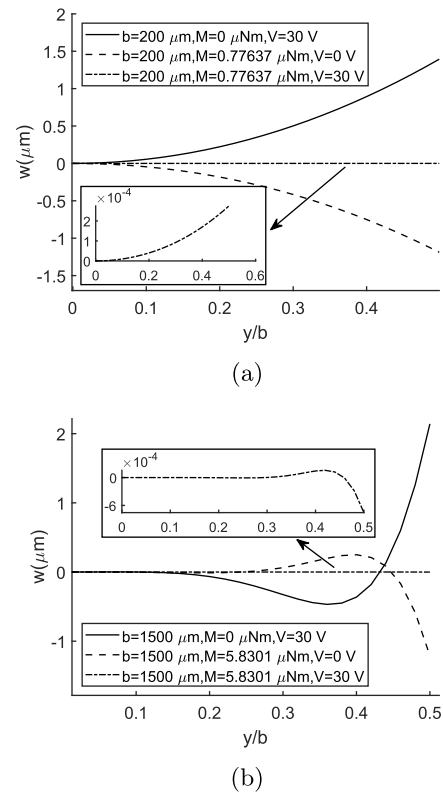 2
b=200 μm,M=0 μNm,V=30 V
b=200 μm,M=0.77637 μNm,V=0 V
b=200 μm,M=0.77637 μNm,V=30 V
1.5
1
0.5
0
-0.5
-1
-1.5
w(μm)
×10⁻⁴
2
1
0
0 0.2 0.4 0.6
0 0.1 0.2 0.3 0.4
y/b
(a)
2
1
0
-1
w(μm)
×10⁻⁴
0
-6
0 0.1 0.2 0.3 0.4 0.5
b=1500 μm,M=0 μNm,V=30 V
b=1500 μm,M=5.8301 μNm,V=0 V
b=1500 μm,M=5.8301 μNm,V=30 V
0.1 0.2 0.3 0.4 0.5
y/b
(b)